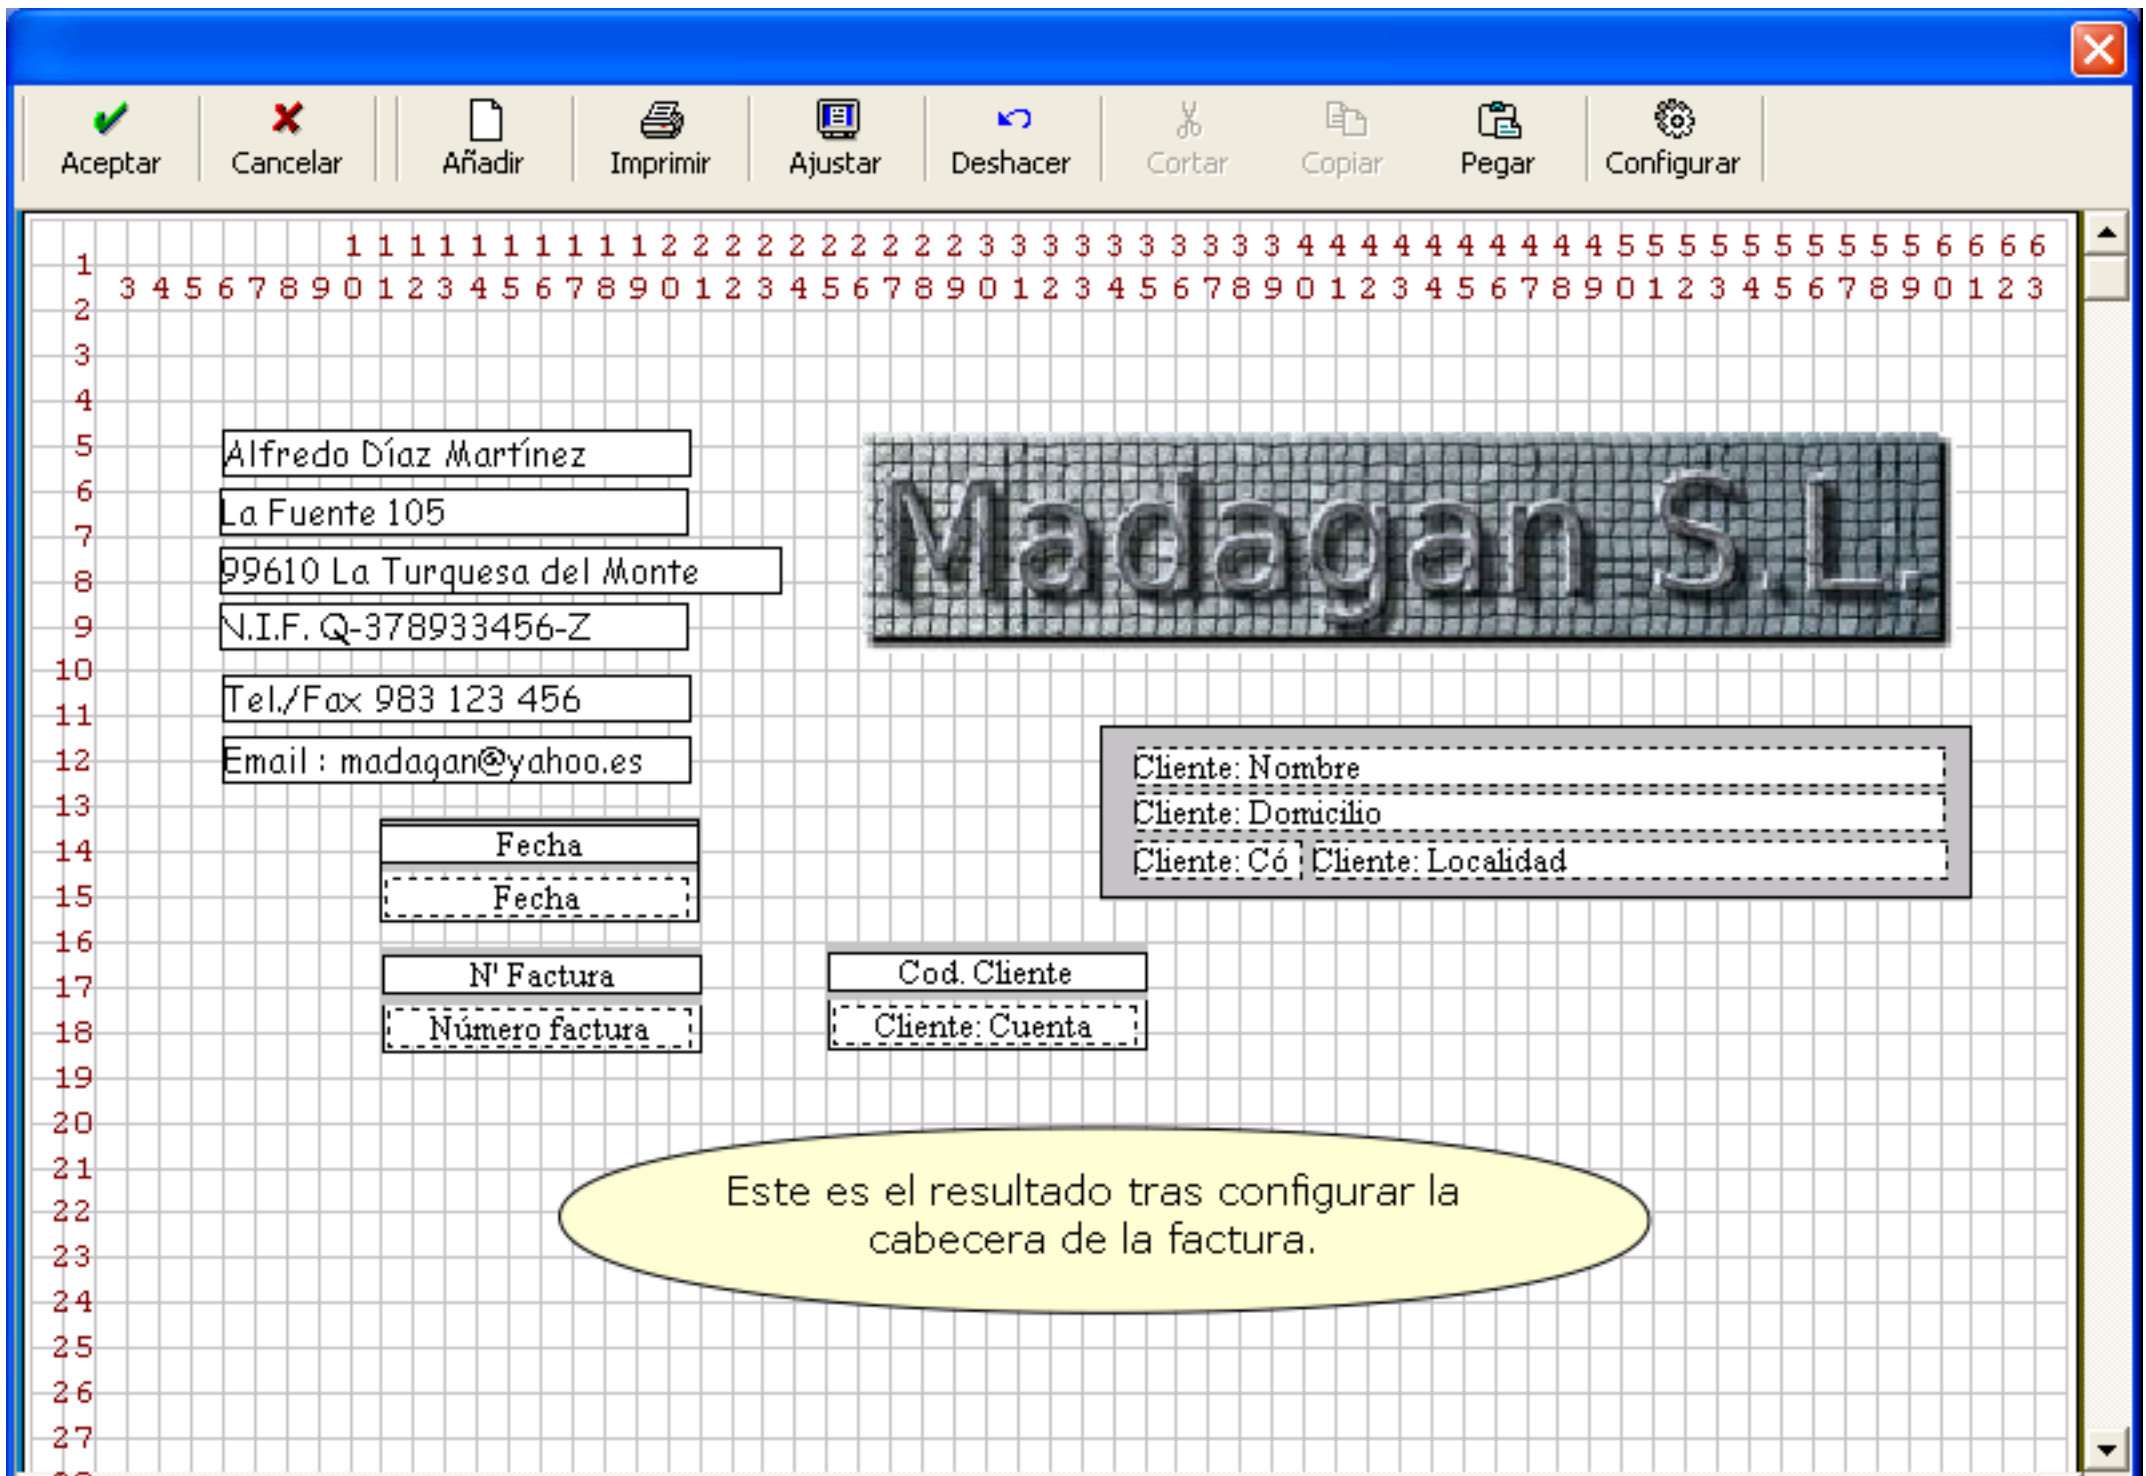 Aceptar Cancelar Añadir Imprimir Ajustar Deshacer Cortar Copiar Pegar Configurar
1 1 1 1 1 1 1 1 1 1 2 2 2 2 2 2 2 2 2 2 3 3 3 3 3 3 3 3 3 3 4 4 4 4 4 4 4 4 4 4 5 5 5 5 5 5 5 5 5 5 6 6 6 6
1
3 4 5 6 7 8 9 0 1 2 3 4 5 6 7 8 9 0 1 2 3 4 5 6 7 8 9 0 1 2 3 4 5 6 7 8 9 0 1 2 3 4 5 6 7 8 9 0 1 2 3 4 5 6 7 8 9 0 1 2 3
2
3
4
5
Alfredo Díaz Martínez
Madagan S.L.
6
La Fuente 105
7
99610 La Turquesa del Monte
8
9
N.I.F. Q-378933456-Z
10
Tel./Fax 983 123 456
11
12
Email : madagan@yahoo.es
Cliente: Nombre
13
Cliente: Domicilio
14
Fecha
Cliente: Có Cliente: Localidad
15
Fecha
16
17
N' Factura
Cod. Cliente
18
Número factura
Cliente: Cuenta
19
20
21
Este es el resultado tras configurar la
22
23
cabecera de la factura.
24
25
26
27